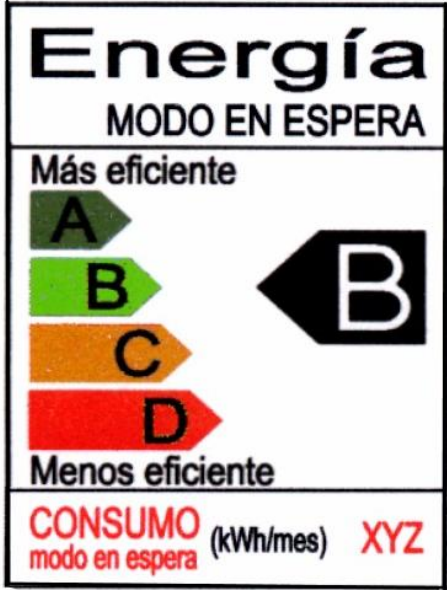 Energía
MODO EN ESPERA
Más eficiente
A
B
B
C
D
Menos eficiente
CONSUMO
modo en espera
(kWh/mes) XYZ